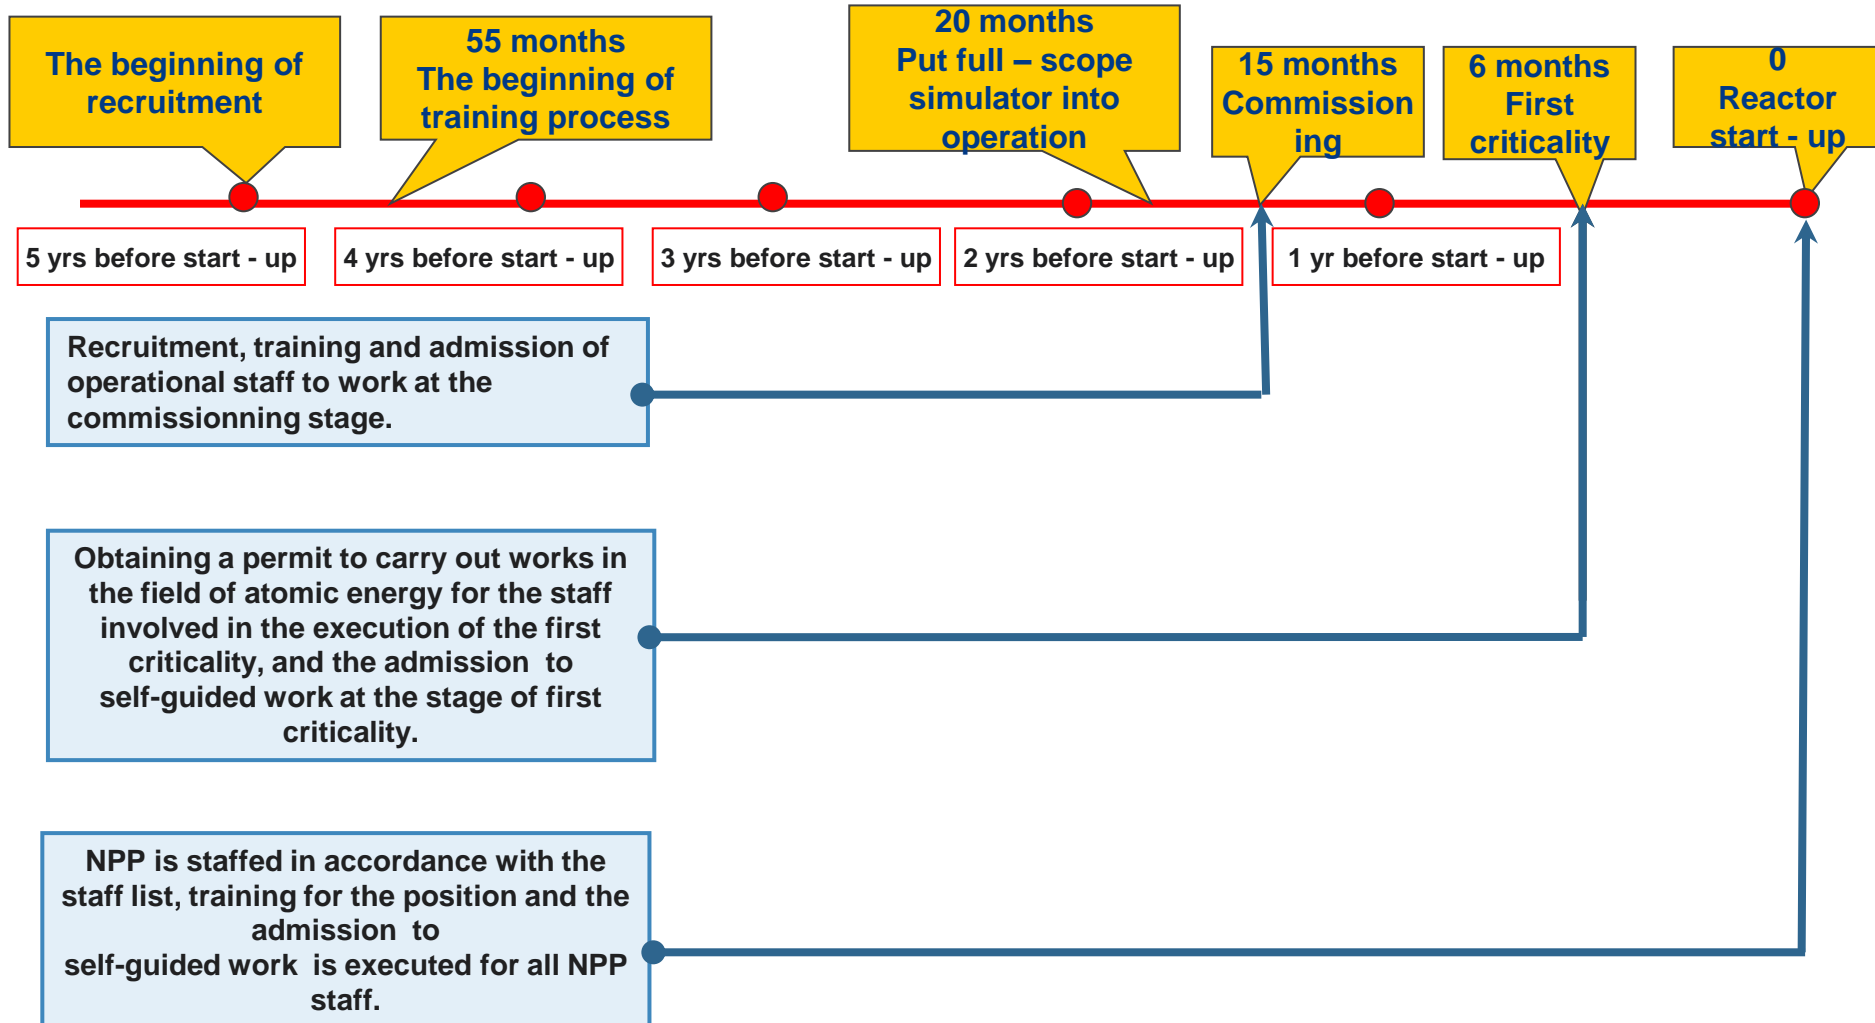 The beginning of
recruitment
55 months
The beginning of
training process
20 months
Put full – scope
simulator into
operation
15 months
Commission
ing
6 months
First
criticality
0
Reactor
start - up
5 yrs before start - up
4 yrs before start - up
3 yrs before start - up
2 yrs before start - up
1 yr before start - up
Recruitment, training and admission of
operational staff to work at the
commissionning stage.
Obtaining a permit to carry out works in
the field of atomic energy for the staff
involved in the execution of the first
criticality, and the admission to
self-guided work at the stage of first
criticality.
NPP is staffed in accordance with the
staff list, training for the position and the
admission to
self-guided work is executed for all NPP
staff.